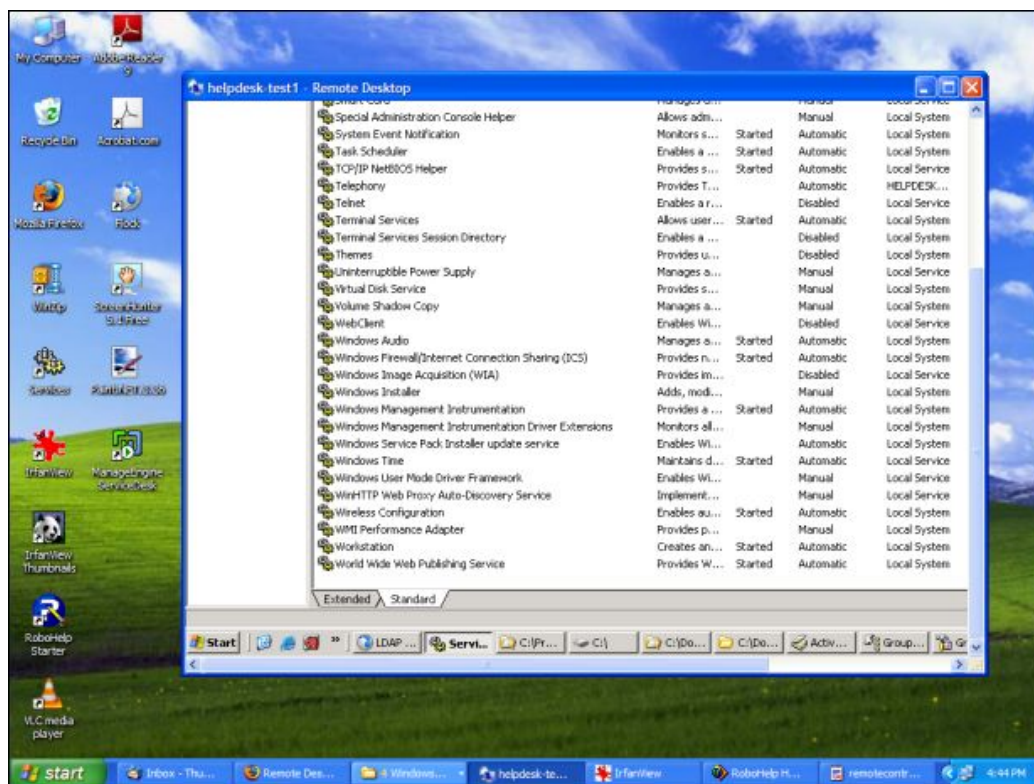 My Computer
Adobe Reader
9
Recycle Bin
Acrobat.com
Mozilla Firefox
Flock
WinZip
ScreenHunter
5.1 Free
Services
IrfanView
ManageEngine
ServiceDesk
IrfanView
Thumbnails
RoboHelp
Starter
VLC media
player
helpdesk-test1 - Remote Desktop
Smart Card Manages c... Manual Local Service
Special Administration Console Helper Allows adm... Manual Local System
System Event Notification Monitors s... Started Automatic Local System
Task Scheduler Enables a ... Started Automatic Local System
TCP/IP NetBIOS Helper Provides s... Started Automatic Local Service
Telephony Provides T... Automatic HELPDESK...
Telnet Enables a r... Disabled Local Service
Terminal Services Allows user... Started Automatic Local System
Terminal Services Session Directory Enables a ... Disabled Local System
Themes Provides u... Disabled Local System
Uninterruptible Power Supply Manages a... Manual Local Service
Virtual Disk Service Provides s... Manual Local System
Volume Shadow Copy Manages a... Manual Local System
WebClient Enables Wi... Disabled Local Service
Windows Audio Manages a... Started Automatic Local System
Windows Firewall/Internet Connection Sharing (ICS) Provides n... Started Automatic Local System
Windows Image Acquisition (WIA) Provides im... Disabled Local Service
Windows Installer Adds, modi... Manual Local System
Windows Management Instrumentation Provides a ... Started Automatic Local System
Windows Management Instrumentation Driver Extensions Monitors all... Manual Local System
Windows Service Pack Installer update service Enables Wi... Manual Local System
Windows Time Maintains d... Started Automatic Local Service
Windows User Mode Driver Framework Enables Wi... Manual Local Service
WinHTTP Web Proxy Auto-Discovery Service Implement... Manual Local Service
Wireless Configuration Enables au... Started Automatic Local System
WMI Performance Adapter Provides p... Manual Local System
Workstation Creates an... Started Automatic Local System
World Wide Web Publishing Service Provides W... Started Automatic Local System
Extended Standard
Start » LDAP ... Servi... C:\Pr... C:\ C:\Do... C:\Do... Activ... Group... Gr
start Inbox - Thu... Remote Des... 4 Windows... helpdesk-te... IrfanView RoboHelp H... remotecontr... 4:44 PM